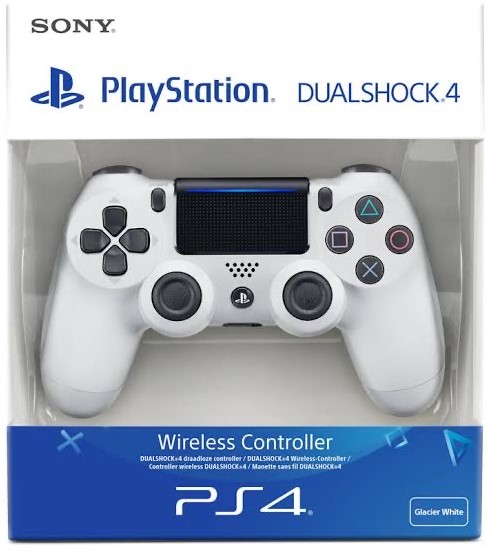 SONY
PlayStation DUALSHOCK®4
Wireless Controller
DUALSHOCK®4 draadloze controller / DUALSHOCK®4 Wireless-Controller /
Controller wireless DUALSHOCK®4 / Manette sans fil DUALSHOCK®4
PS4
Glacier White